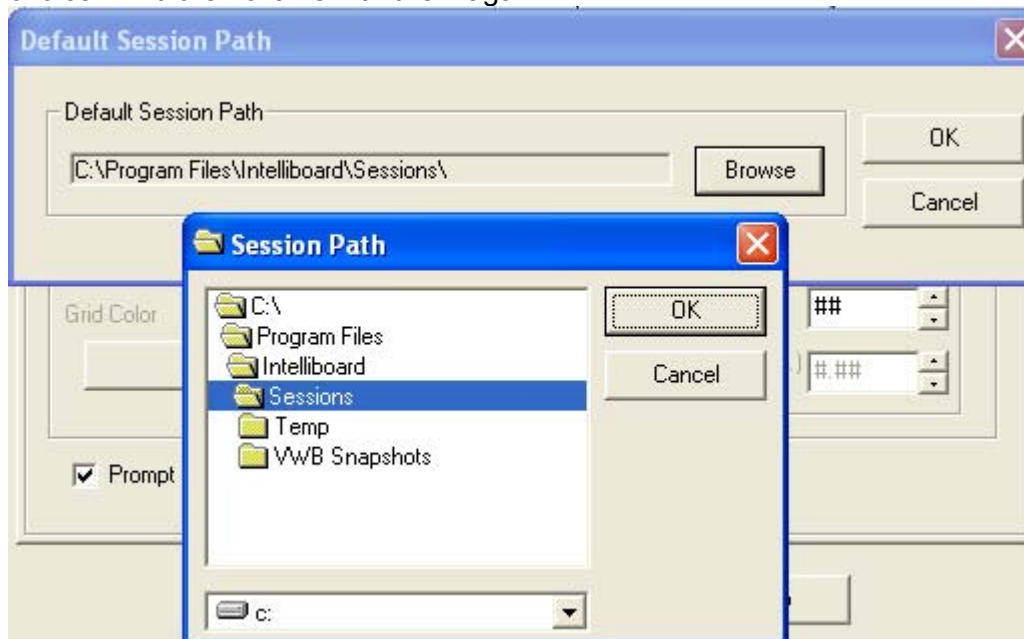 Default Session Path
Default Session Path
C:\Program Files\Intelliboard\Sessions\
Browse
OK
Cancel
Session Path
C:\
Program Files
Intelliboard
Sessions
Temp
VWB Snapshots
OK
Cancel
c:
Grid Color
##
#.##
Prompt